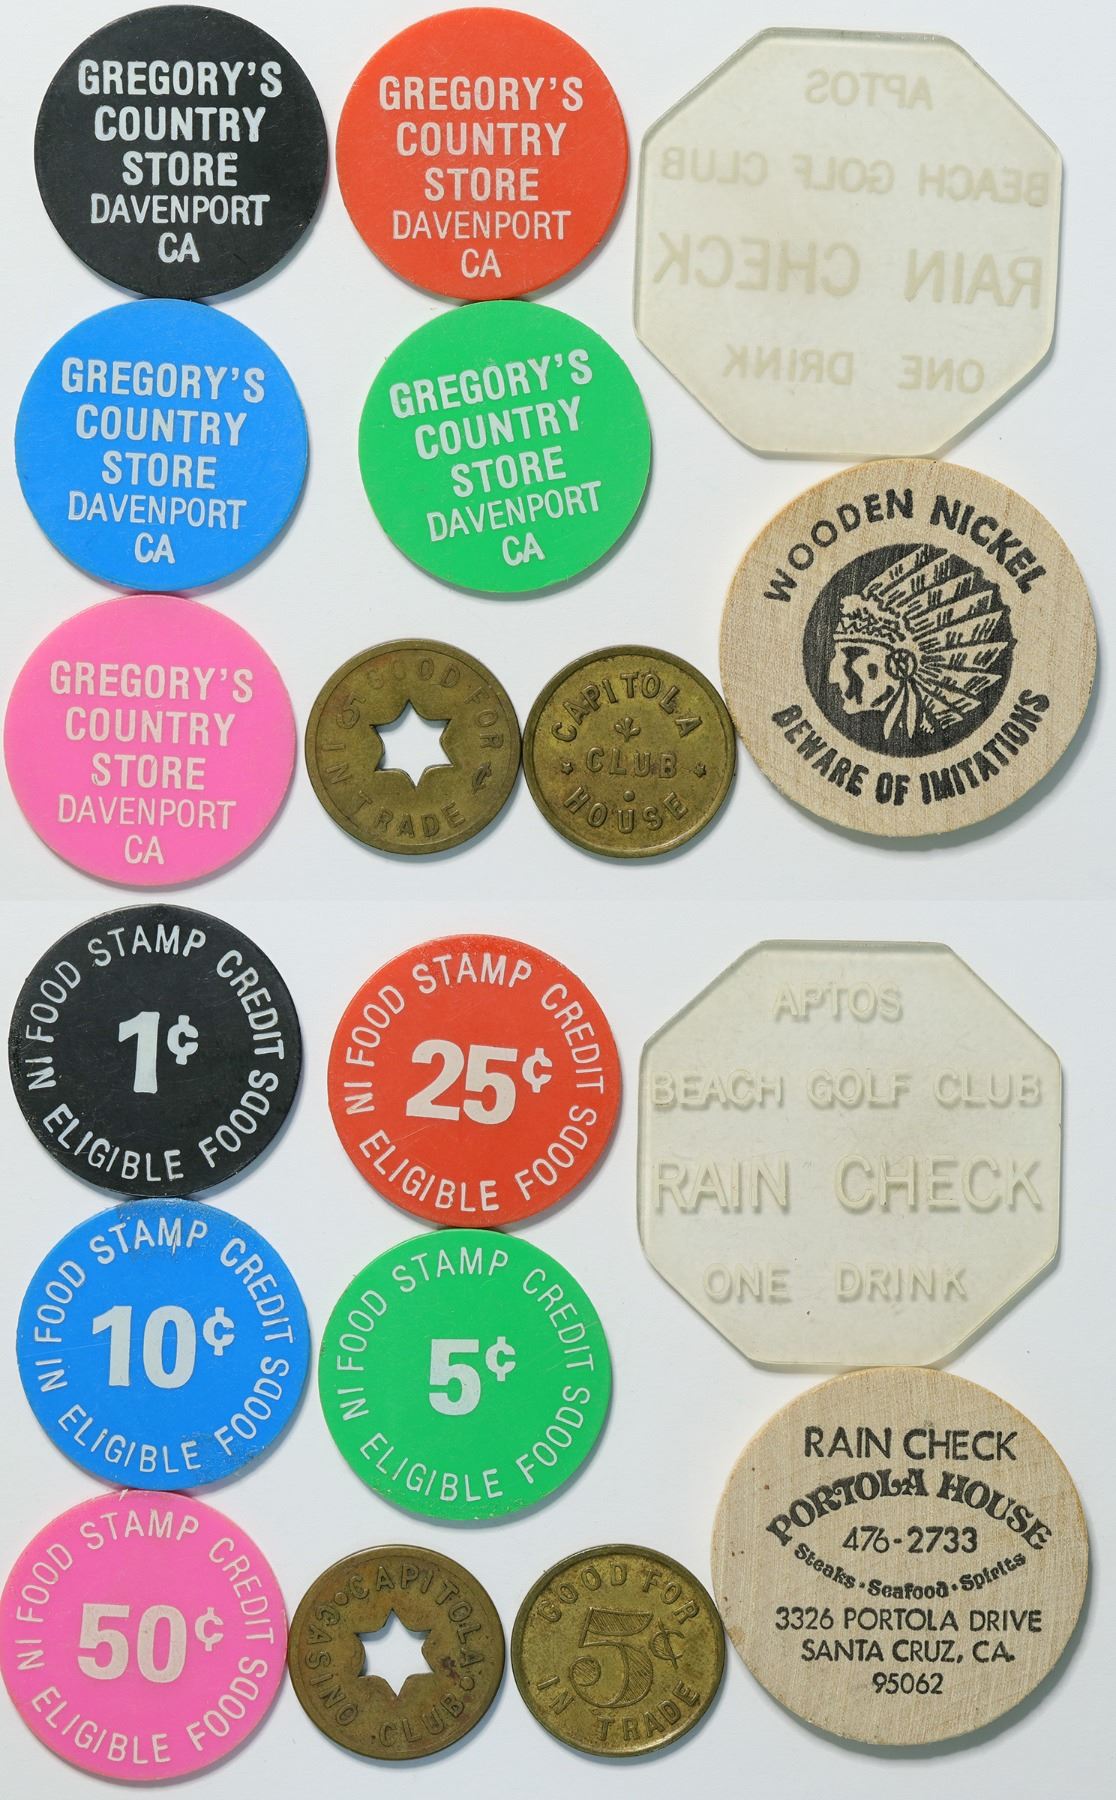 GREGORY'S
COUNTRY
STORE
DAVENPORT
CA
GREGORY'S
COUNTRY
STORE
DAVENPORT
CA
APTOS
BEACH GOLF CLUB
RAIN CHECK
ONE DRINK
GREGORY'S
COUNTRY
STORE
DAVENPORT
CA
GREGORY'S
COUNTRY
STORE
DAVENPORT
CA
WOODEN NICKEL
BEWARE OF IMITATIONS
GREGORY'S
COUNTRY
STORE
DAVENPORT
CA
GOOD FOR
5 ¢
IN TRADE
CAPITOLA
CLUB
HOUSE
FOOD STAMP CREDIT
1¢
IN ELIGIBLE FOODS
FOOD STAMP CREDIT
25¢
IN ELIGIBLE FOODS
APTOS
BEACH GOLF CLUB
RAIN CHECK
ONE DRINK
FOOD STAMP CREDIT
10¢
IN ELIGIBLE FOODS
FOOD STAMP CREDIT
5¢
IN ELIGIBLE FOODS
RAIN CHECK
PORTOLA HOUSE
476-2733
Steaks • Seafood • Spirits
3326 PORTOLA DRIVE
SANTA CRUZ, CA.
95062
FOOD STAMP CREDIT
50¢
IN ELIGIBLE FOODS
CAPITOLA
CASINO CLUB
GOOD FOR
5¢
IN TRADE